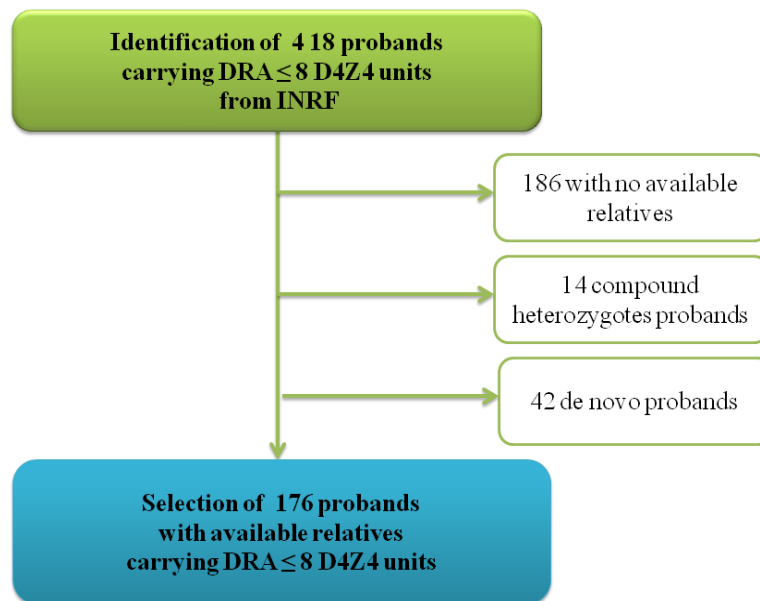 Identification of 4 18 probands
carrying DRA ≤ 8 D4Z4 units
from INRF
186 with no available
relatives
14 compound
heterozygotes probands
42 de novo probands
Selection of 176 probands
with available relatives
carrying DRA ≤ 8 D4Z4 units